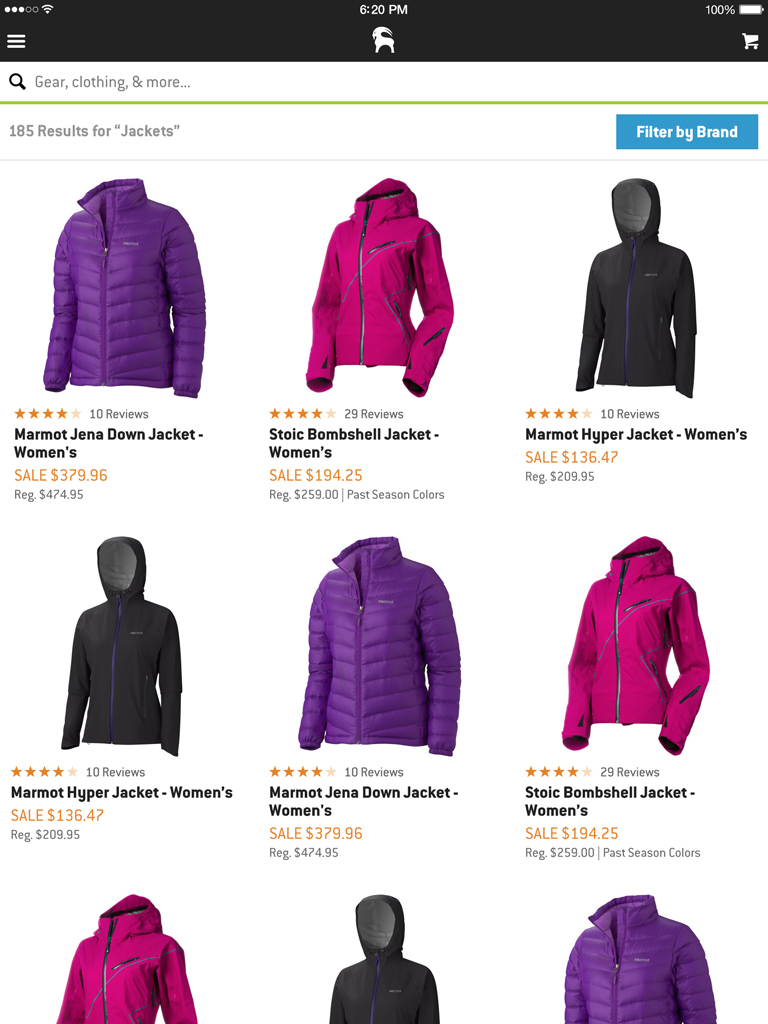 6:20 PM
100%
Gear, clothing, & more...
185 Results for “Jackets”
Filter by Brand
10 Reviews
Marmot Jena Down Jacket -
Women's
SALE $379.96
Reg. $474.95
29 Reviews
Stoic Bombshell Jacket -
Women’s
SALE $194.25
Reg. $259.00 | Past Season Colors
10 Reviews
Marmot Hyper Jacket - Women’s
SALE $136.47
Reg. $209.95
10 Reviews
Marmot Hyper Jacket - Women’s
SALE $136.47
Reg. $209.95
10 Reviews
Marmot Jena Down Jacket -
Women's
SALE $379.96
Reg. $474.95
29 Reviews
Stoic Bombshell Jacket -
Women’s
SALE $194.25
Reg. $259.00 | Past Season Colors